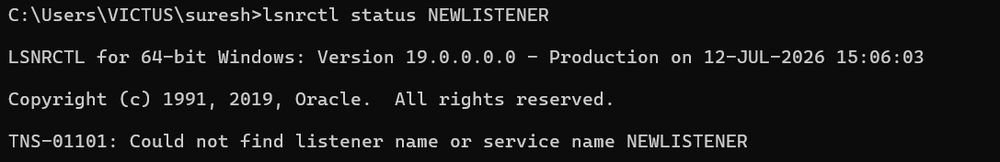 C:\Users\VICTUS\suresh>lsnrctl status NEWLISTENER
LSNRCTL for 64-bit Windows: Version 19.0.0.0.0 - Production on 12-JUL-2026 15:06:03
Copyright (c) 1991, 2019, Oracle.  All rights reserved.
TNS-01101: Could not find listener name or service name NEWLISTENER